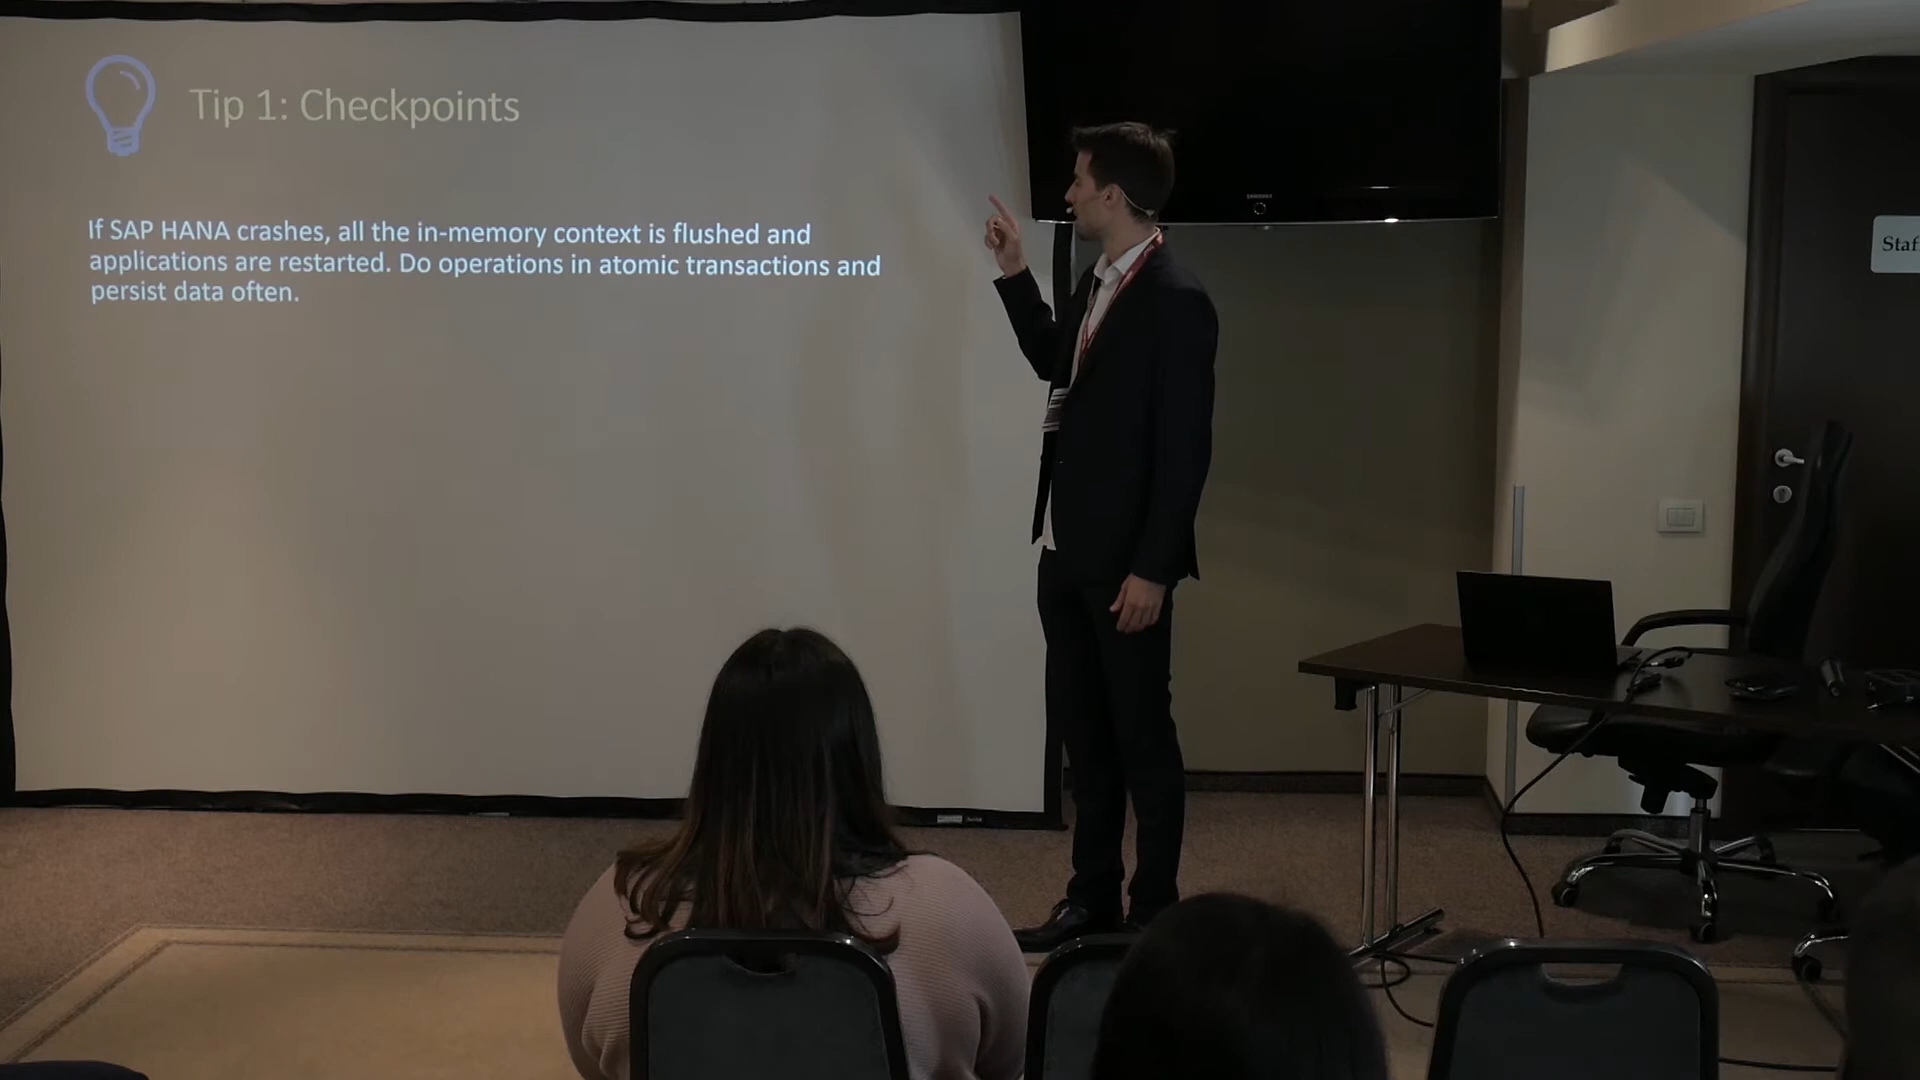 Tip 1: Checkpoints
If SAP HANA crashes, all the in-memory context is flushed and
applications are restarted. Do operations in atomic transactions and
persist data often.
SAMSUNG
Staf